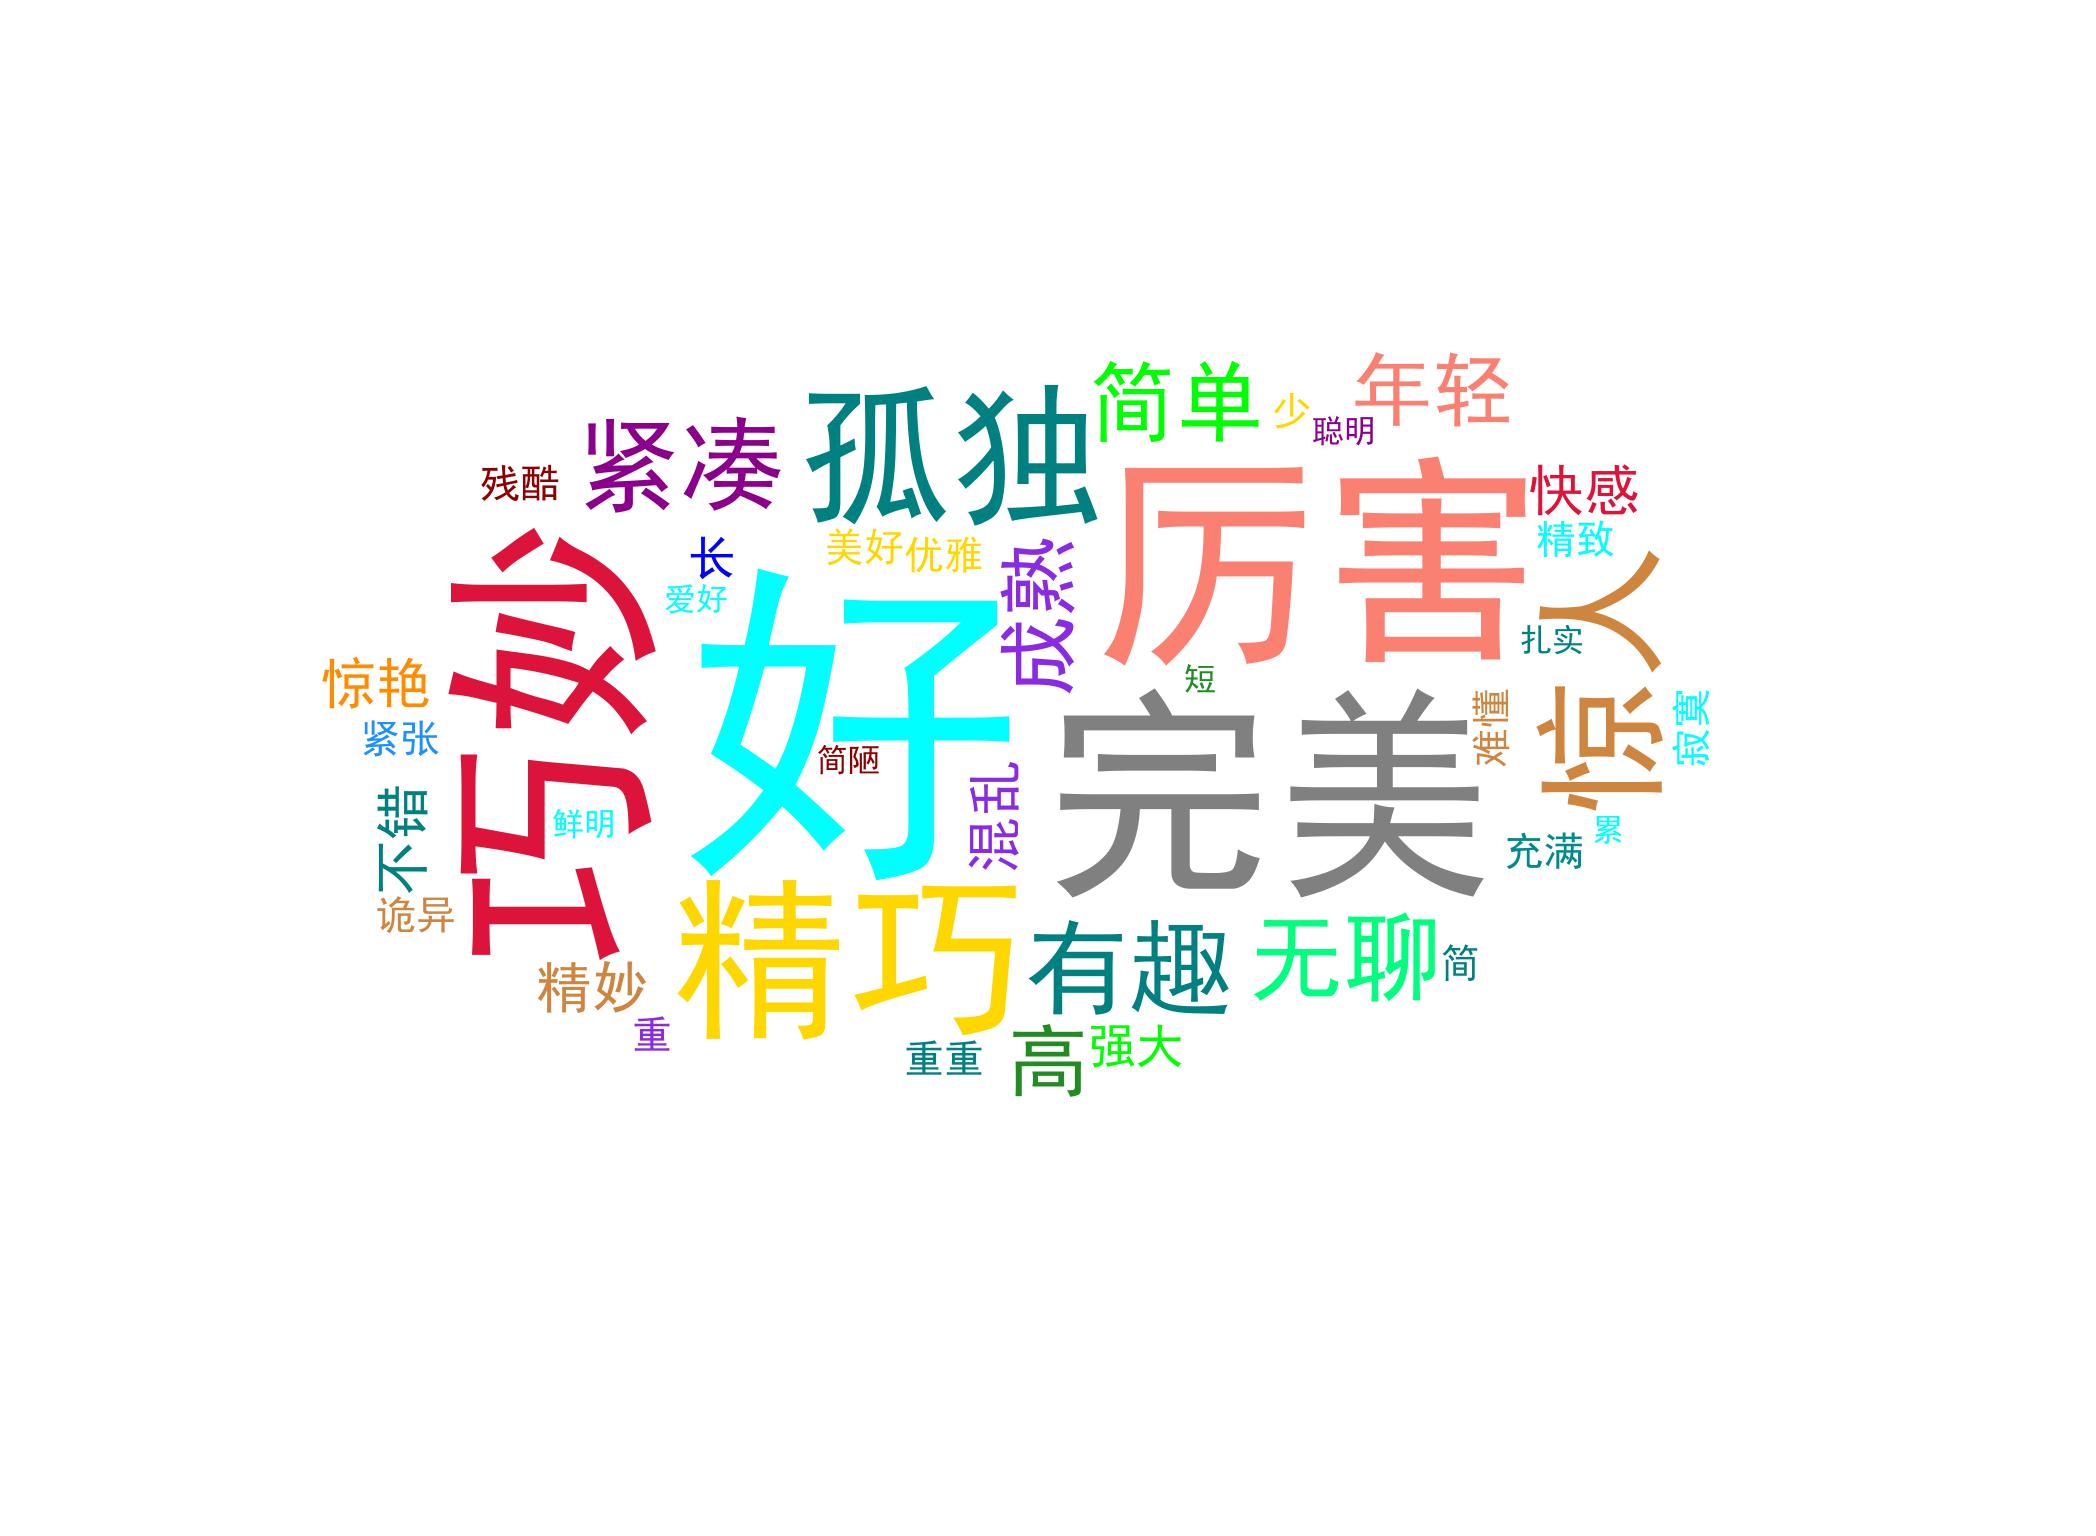 年轻
简单
少
聪明
孤独
紧凑
残酷
厉害
快感
精致
长
美好
优雅
爱好
成熟
巧妙
好
惊人
扎实
短
惊艳
紧张
完美
难懂
寂寞
简陋
混乱
不错
鲜明
累
充满
诡异
精巧
有趣
无聊
简
精妙
重
重重
高
强大